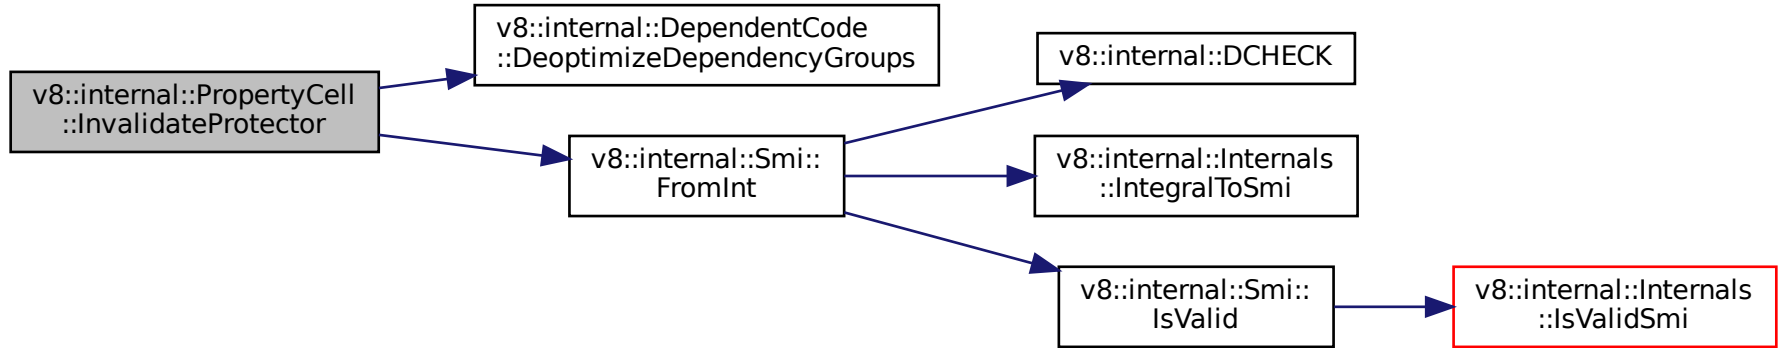 v8::internal::PropertyCell
::InvalidateProtector
v8::internal::DependentCode
::DeoptimizeDependencyGroups
v8::internal::Smi::
FromInt
v8::internal::DCHECK
v8::internal::Internals
::IntegralToSmi
v8::internal::Smi::
IsValid
v8::internal::Internals
::IsValidSmi